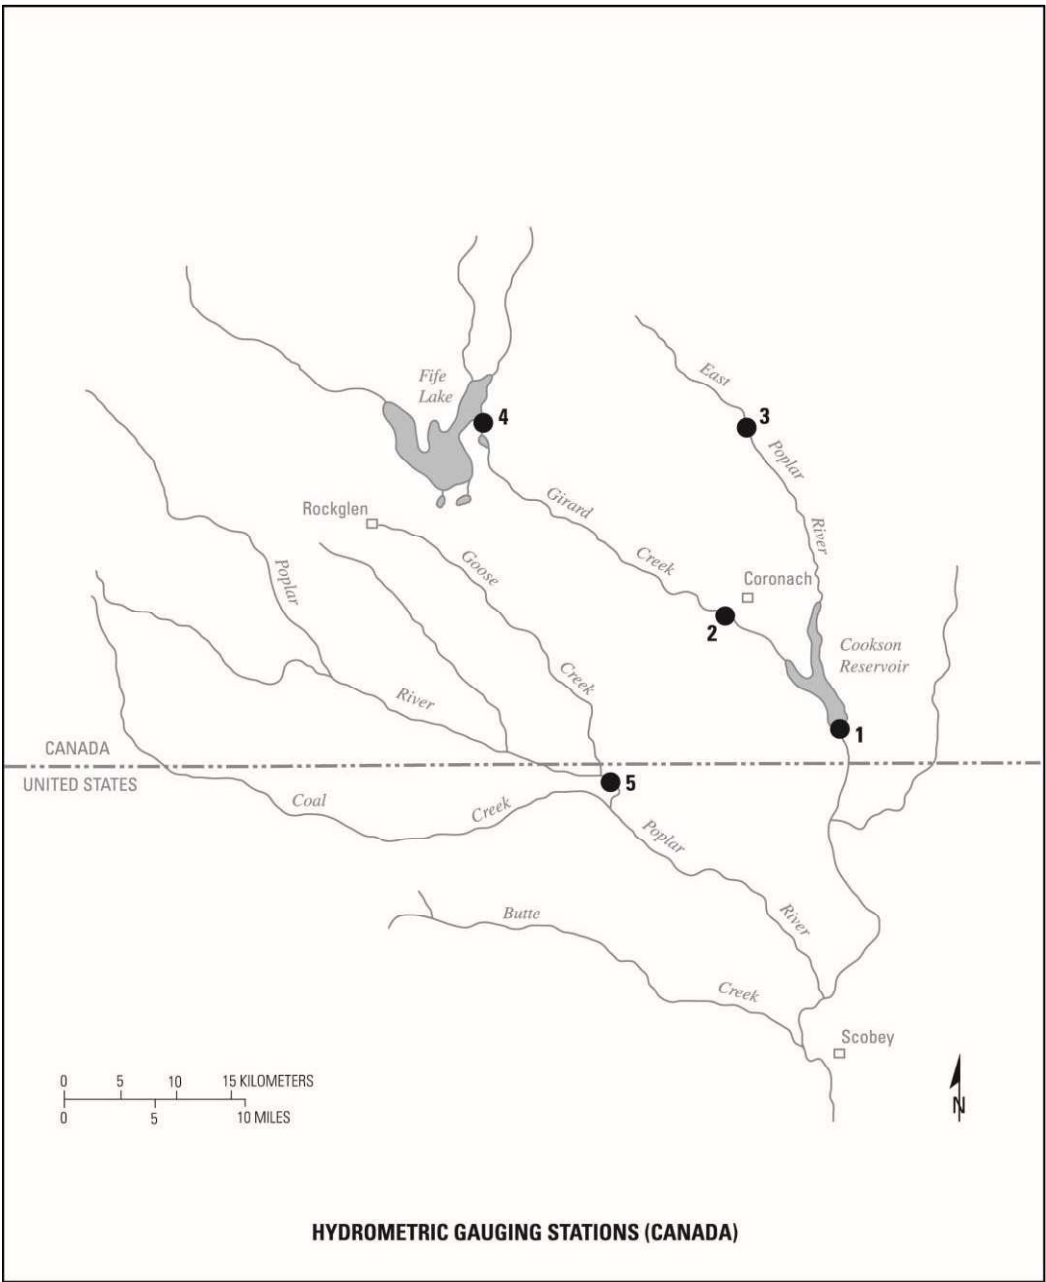 Fife
Lake
East
4
3
Poplar
Girard
Rockglen
River
Goose
Creek
Coronach
Poplar
2
Cookson
Reservoir
Creek
River
1
CANADA
UNITED STATES
5
Coal
Creek
Poplar
Butte
River
Creek
Scobey
0 5 10 15 KILOMETERS
0 5 10 MILES
N
HYDROMETRIC GAUGING STATIONS (CANADA)